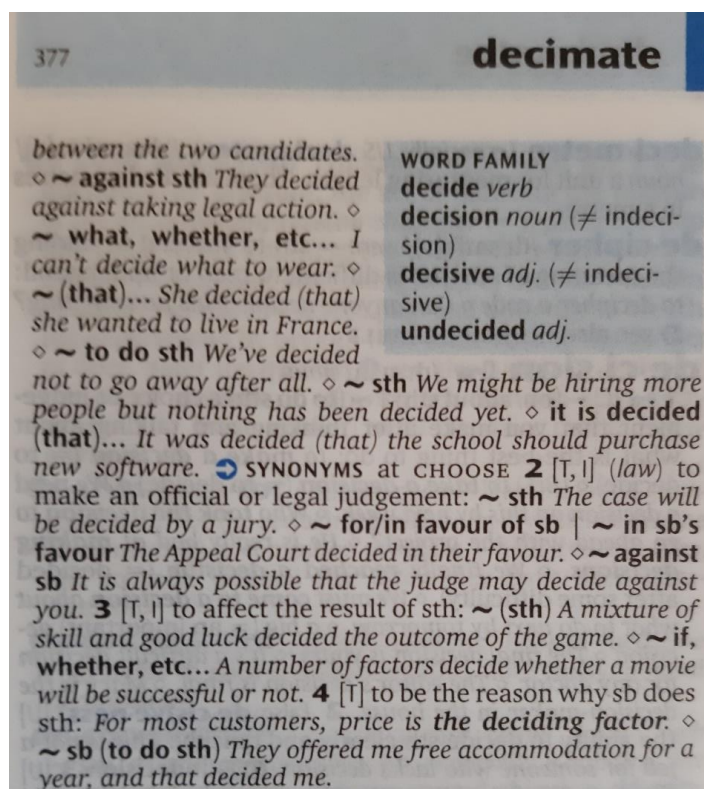 377
decimate
between the two candidates.
◇ ~ against sth They decided
against taking legal action. ◇
~ what, whether, etc... I
can't decide what to wear. ◇
~ (that)... She decided (that)
she wanted to live in France.
◇ ~ to do sth We've decided
WORD FAMILY
decide verb
decision noun (≠ indeci-
sion)
decisive adj. (≠ indeci-
sive)
undecided adj.
not to go away after all. ◇ ~ sth We might be hiring more
people but nothing has been decided yet. ◇ it is decided
(that)... It was decided (that) the school should purchase
new software. ➲ SYNONYMS at CHOOSE 2 [T, I] (law) to
make an official or legal judgement: ~ sth The case will
be decided by a jury. ◇ ~ for/in favour of sb | ~ in sb's
favour The Appeal Court decided in their favour. ◇ ~ against
sb It is always possible that the judge may decide against
you. 3 [T, I] to affect the result of sth: ~ (sth) A mixture of
skill and good luck decided the outcome of the game. ◇ ~ if,
whether, etc... A number of factors decide whether a movie
will be successful or not. 4 [T] to be the reason why sb does
sth: For most customers, price is the deciding factor. ◇
~ sb (to do sth) They offered me free accommodation for a
year, and that decided me.